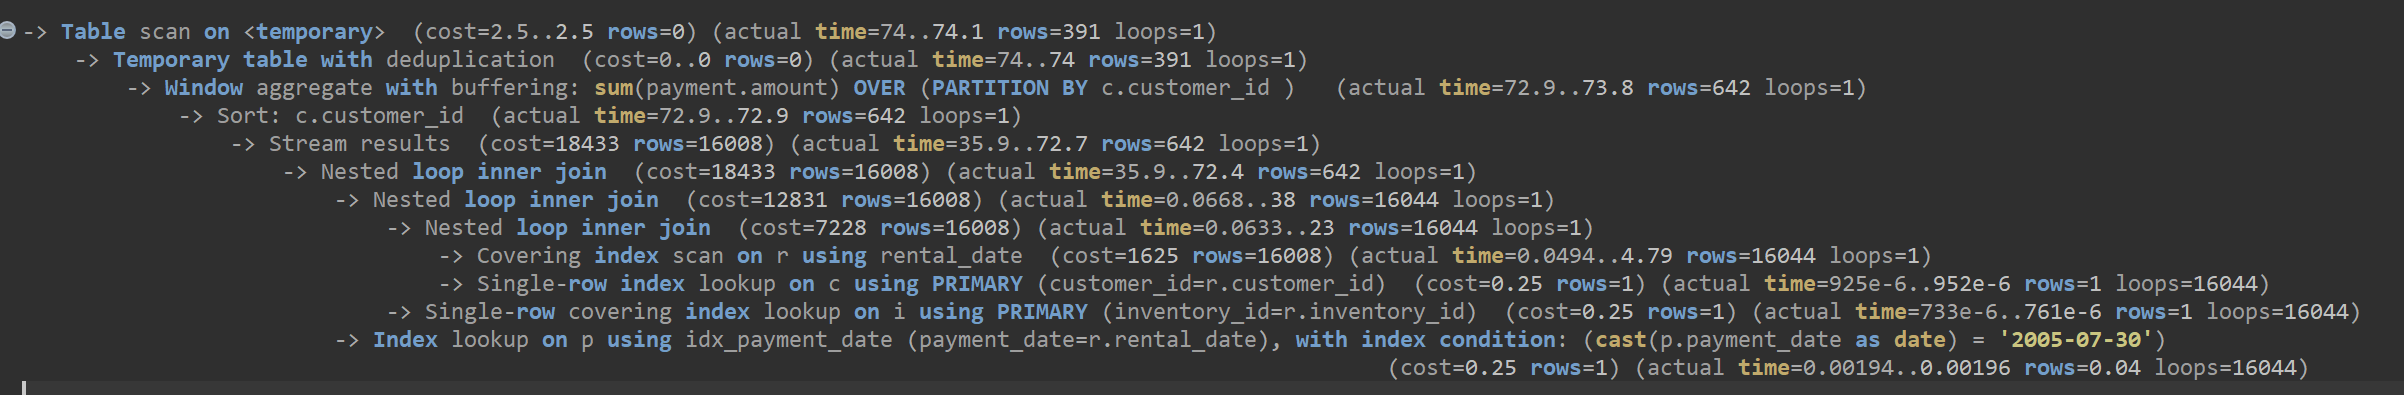 -> Table scan on <temporary>  (cost=2.5..2.5 rows=0) (actual time=74..74.1 rows=391 loops=1)
-> Temporary table with deduplication  (cost=0..0 rows=0) (actual time=74..74 rows=391 loops=1)
-> Window aggregate with buffering: sum(payment.amount) OVER (PARTITION BY c.customer_id )   (actual time=72.9..73.8 rows=642 loops=1)
-> Sort: c.customer_id  (actual time=72.9..72.9 rows=642 loops=1)
-> Stream results  (cost=18433 rows=16008) (actual time=35.9..72.7 rows=642 loops=1)
-> Nested loop inner join  (cost=18433 rows=16008) (actual time=35.9..72.4 rows=642 loops=1)
-> Nested loop inner join  (cost=12831 rows=16008) (actual time=0.0668..38 rows=16044 loops=1)
-> Nested loop inner join  (cost=7228 rows=16008) (actual time=0.0633..23 rows=16044 loops=1)
-> Covering index scan on r using rental_date  (cost=1625 rows=16008) (actual time=0.0494..4.79 rows=16044 loops=1)
-> Single-row index lookup on c using PRIMARY (customer_id=r.customer_id)  (cost=0.25 rows=1) (actual time=925e-6..952e-6 rows=1 loops=16044)
-> Single-row covering index lookup on i using PRIMARY (inventory_id=r.inventory_id)  (cost=0.25 rows=1) (actual time=733e-6..761e-6 rows=1 loops=16044)
-> Index lookup on p using idx_payment_date (payment_date=r.rental_date), with index condition: (cast(p.payment_date as date) = '2005-07-30')
(cost=0.25 rows=1) (actual time=0.00194..0.00196 rows=0.04 loops=16044)